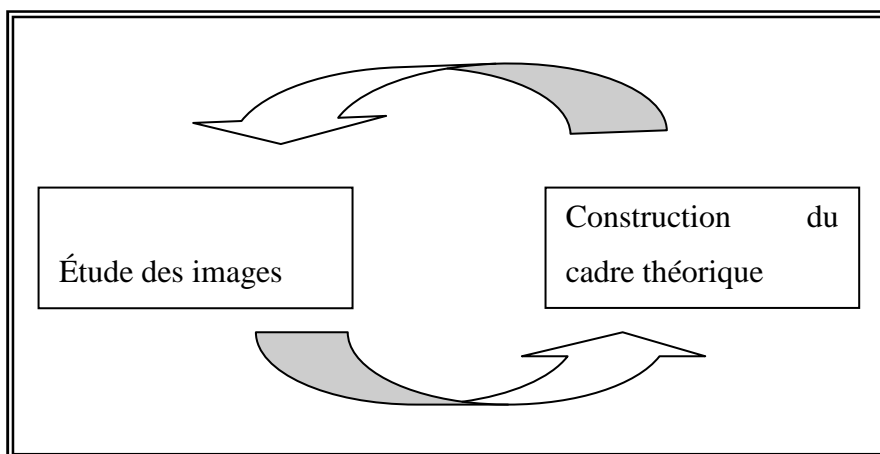 Étude des images
Construction du
cadre théorique